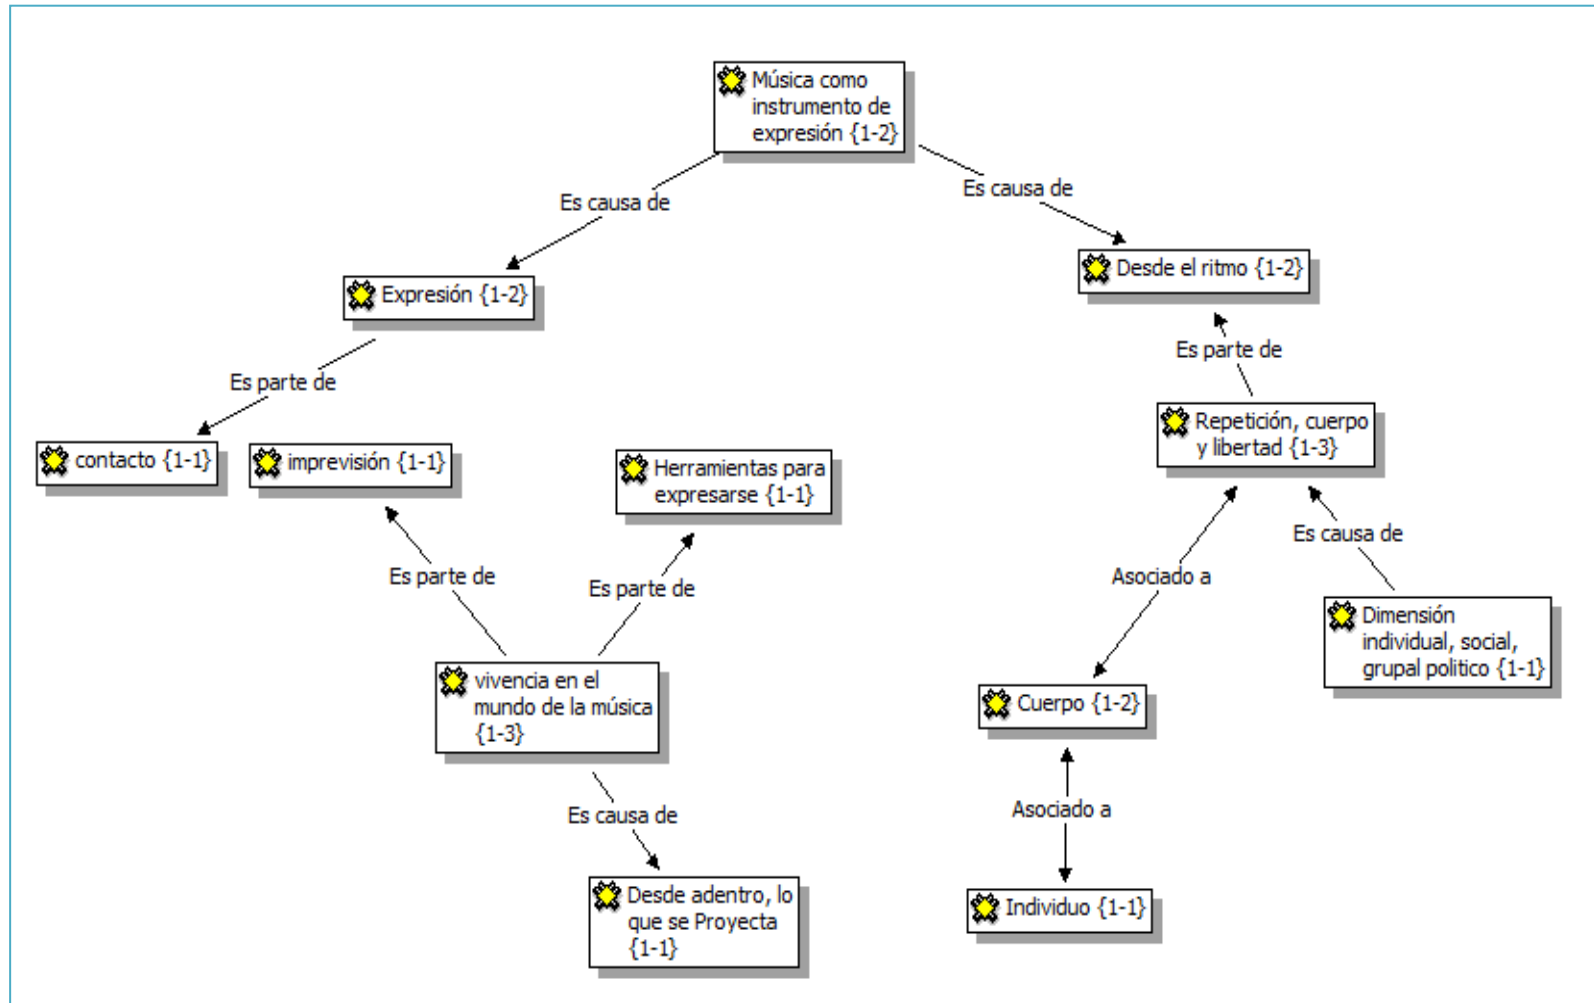 Música como
instrumento de
expresión {1-2}
Es causa de
Es causa de
Expresión {1-2}
Desde el ritmo {1-2}
Es parte de
Es parte de
contacto {1-1}
imprevisión {1-1}
Herramientas para
expresarse {1-1}
Repetición, cuerpo
y libertad {1-3}
Es parte de
Es parte de
Asociado a
Es causa de
vivencia en el
mundo de la música
{1-3}
Cuerpo {1-2}
Dimensión
individual, social,
grupal politico {1-1}
Es causa de
Asociado a
Desde adentro, lo
que se Proyecta
{1-1}
Individuo {1-1}